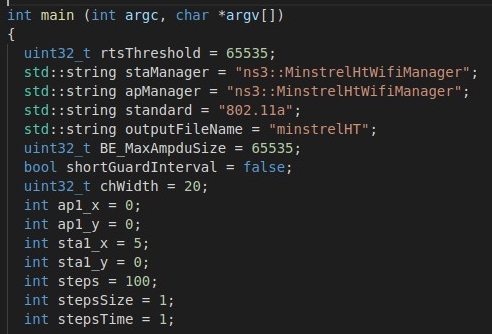 int main (int argc, char *argv[])
{
uint32_t rtsThreshold = 65535;
std::string staManager = "ns3::MinstrelHtWifiManager";
std::string apManager = "ns3::MinstrelHtWifiManager";
std::string standard = "802.11a";
std::string outputFileName = "minstrelHT";
uint32_t BE_MaxAmpduSize = 65535;
bool shortGuardInterval = false;
uint32_t chWidth = 20;
int ap1_x = 0;
int ap1_y = 0;
int sta1_x = 5;
int sta1_y = 0;
int steps = 100;
int stepsSize = 1;
int stepsTime = 1;